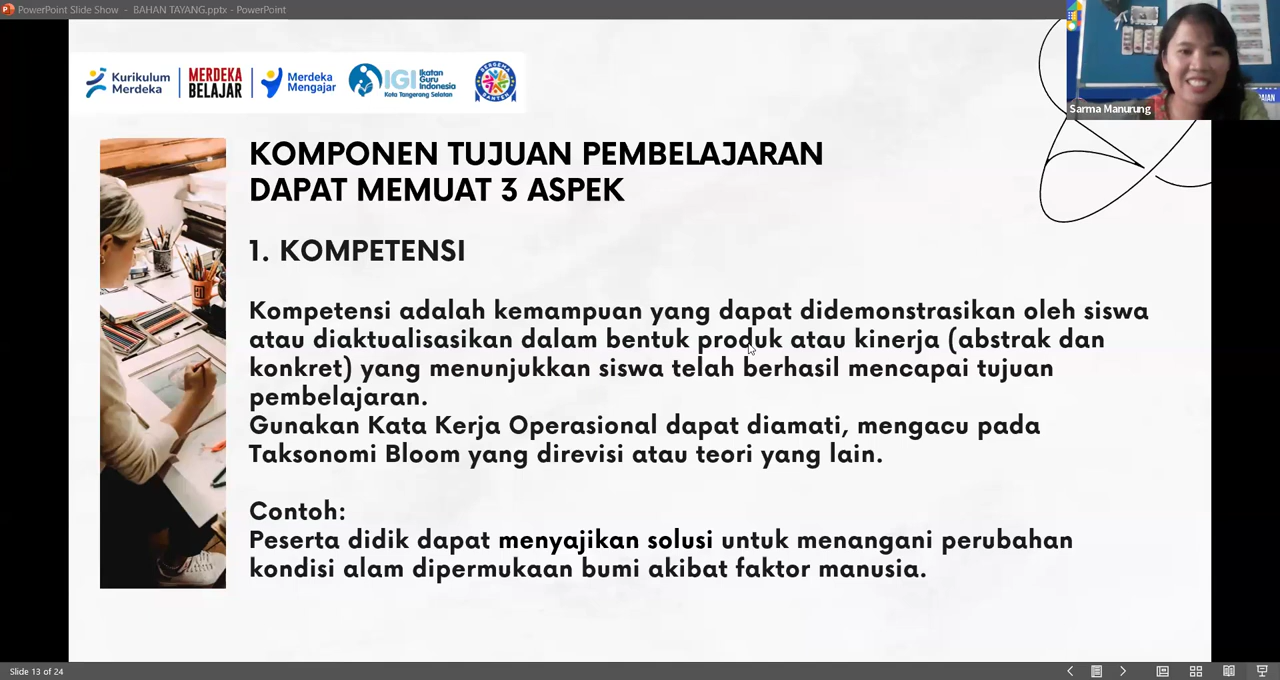 PowerPoint Slide Show - BAHAN TAYANG.pptx - PowerPoint
Kurikulum
Merdeka
MERDEKA
BELAJAR
Merdeka
Mengajar
IGI
Ikatan
Guru
Indonesia
Kota Tangerang Selatan
Sarma Manurung
KOMPONEN TUJUAN PEMBELAJARAN
DAPAT MEMUAT 3 ASPEK
1. KOMPETENSI
Kompetensi adalah kemampuan yang dapat didemonstrasikan oleh siswa
atau diaktualisasikan dalam bentuk produk atau kinerja (abstrak dan
konkret) yang menunjukkan siswa telah berhasil mencapai tujuan
pembelajaran.
Gunakan Kata Kerja Operasional dapat diamati, mengacu pada
Taksonomi Bloom yang direvisi atau teori yang lain.
Contoh:
Peserta didik dapat menyajikan solusi untuk menangani perubahan
kondisi alam dipermukaan bumi akibat faktor manusia.
Slide 13 of 24